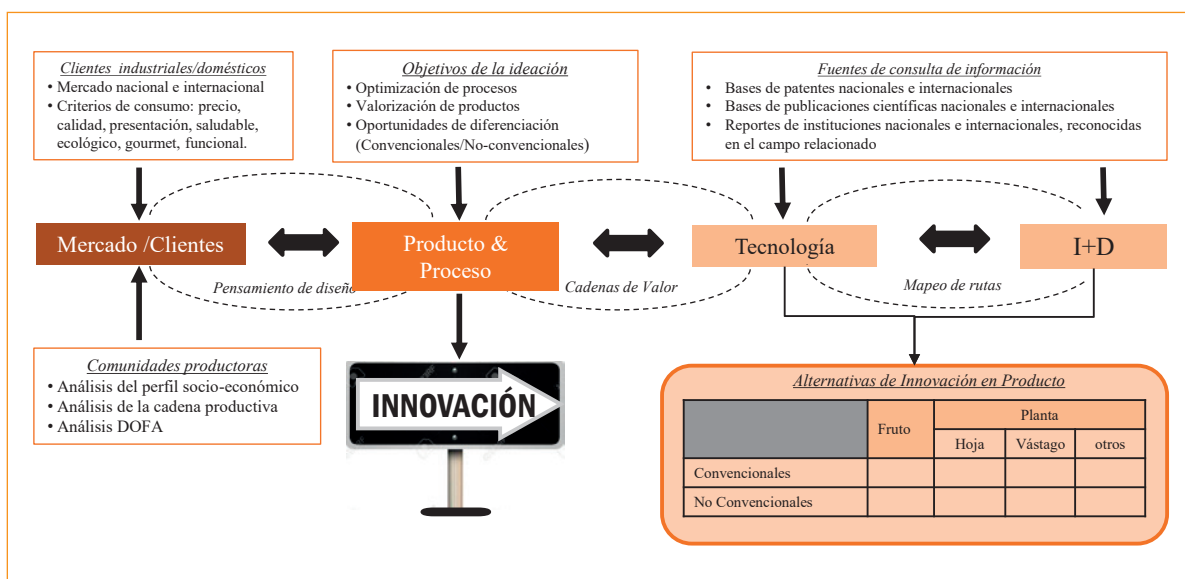 Clientes industriales/domésticos
• Mercado nacional e internacional
• Criterios de consumo: precio,
calidad, presentación, saludable,
ecológico, gourmet, funcional.
Objetivos de la ideación
• Optimización de procesos
• Valorización de productos
• Oportunidades de diferenciación
(Convencionales/No-convencionales)
Fuentes de consulta de información
• Bases de patentes nacionales e internacionales
• Bases de publicaciones científicas nacionales e internacionales
• Reportes de instituciones nacionales e internacionales, reconocidas
en el campo relacionado
Mercado /Clientes
Producto &
Proceso
Tecnología
I+D
Pensamiento de diseño
Cadenas de Valor
Mapeo de rutas
Comunidades productoras
• Análisis del perfil socio-económico
• Análisis de la cadena productiva
• Análisis DOFA
INNOVACIÓN
Alternativas de Innovación en Producto
Fruto
Planta
Hoja
Vástago
otros
Convencionales
No Convencionales